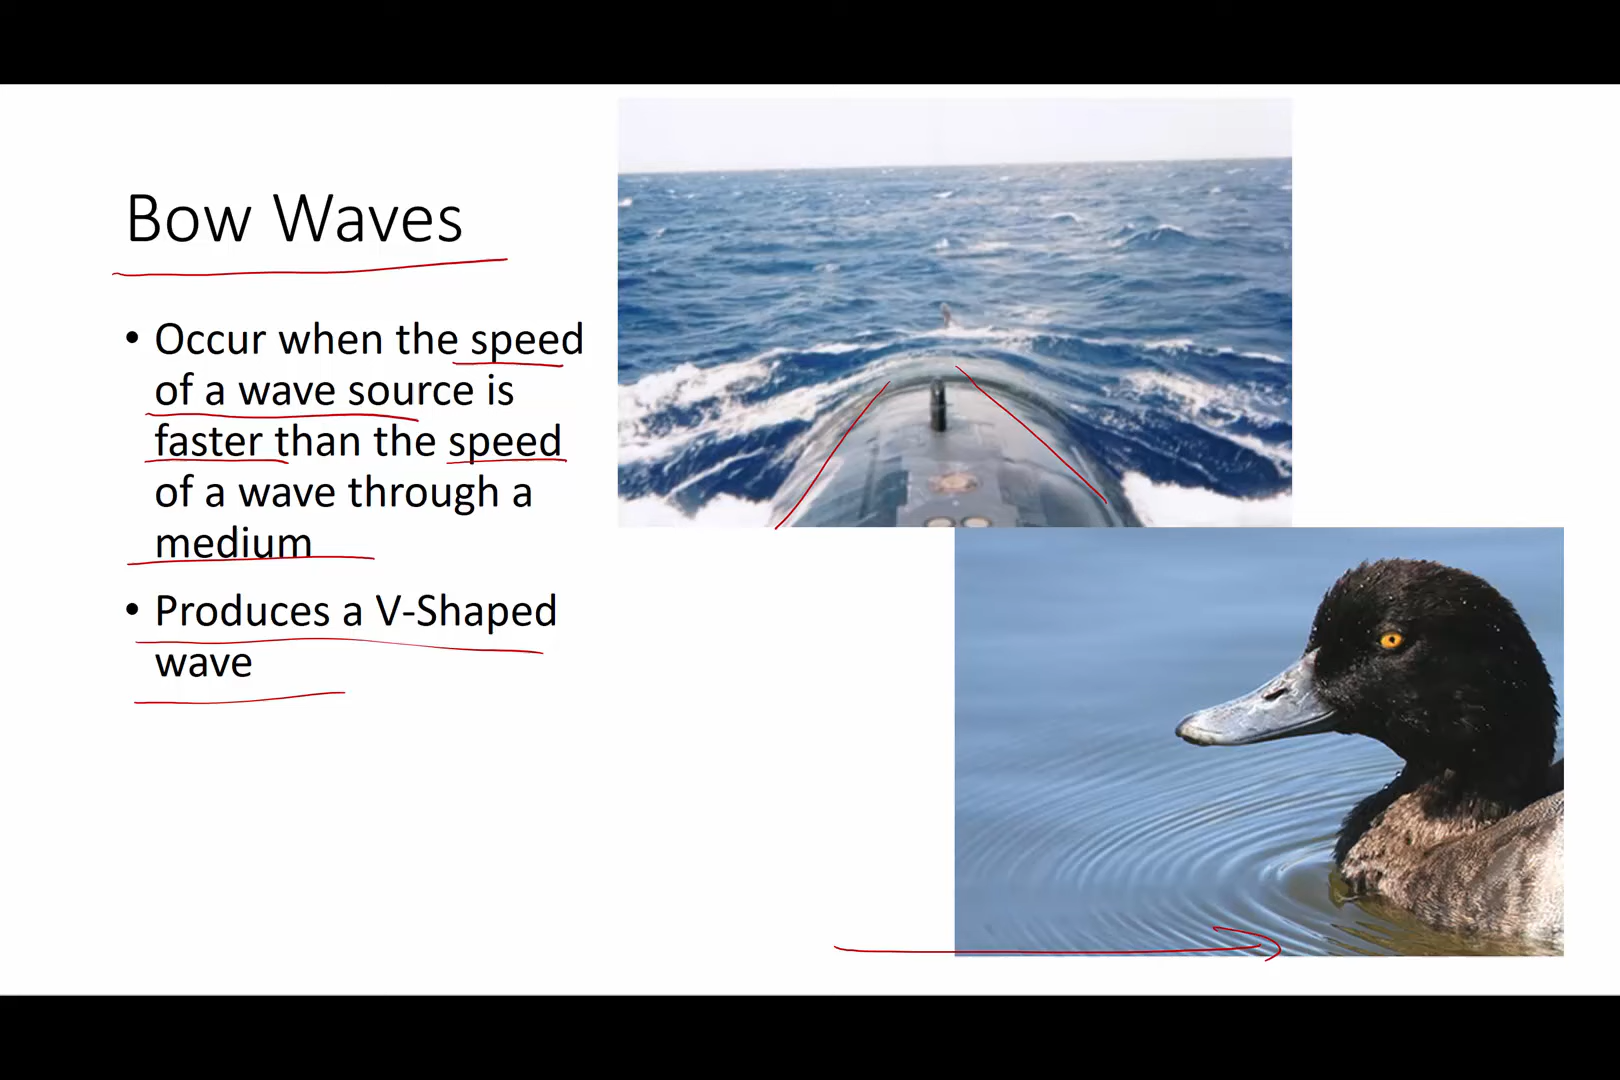 Bow Waves
• Occur when the speed
of a wave source is
faster than the speed
of a wave through a
medium
• Produces a V-Shaped
wave